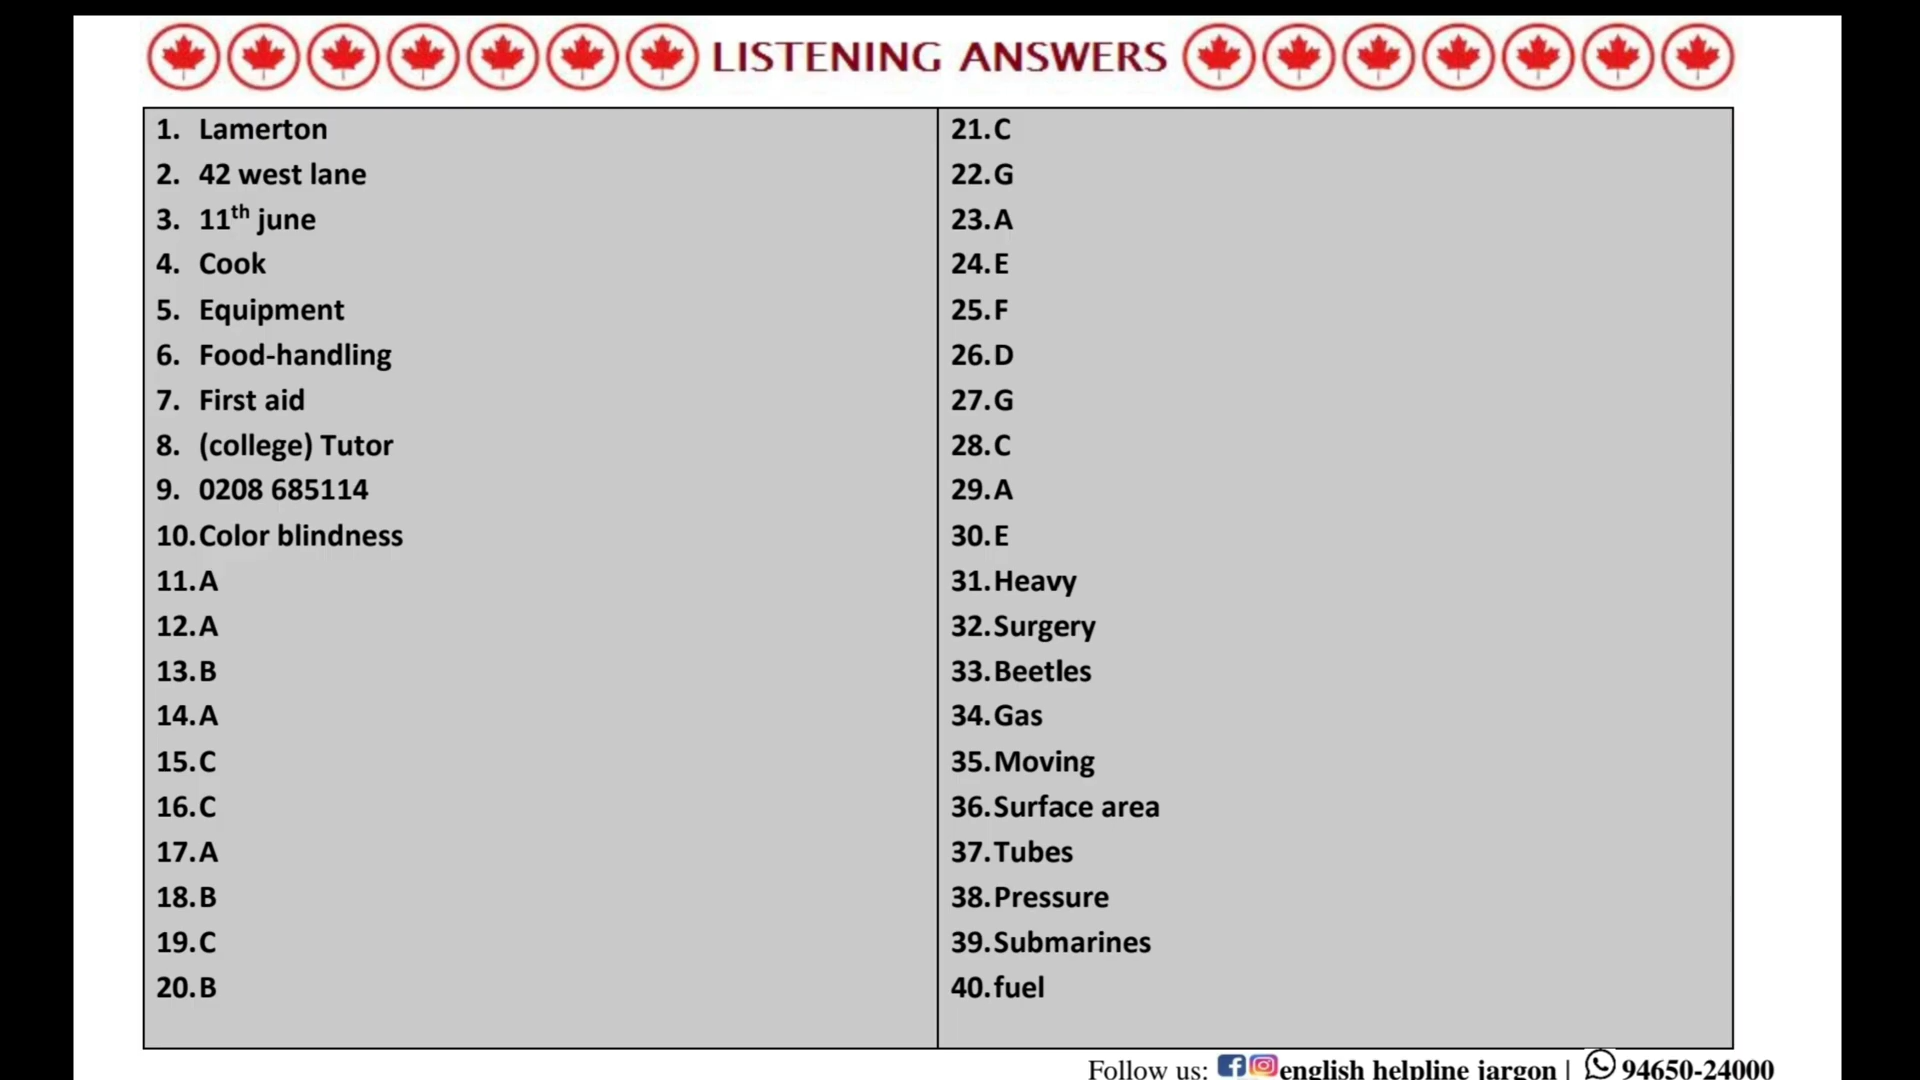 LISTENING ANSWERS
1. Lamerton
2. 42 west lane
3. 11th june
4. Cook
5. Equipment
6. Food-handling
7. First aid
8. (college) Tutor
9. 0208 685114
10. Color blindness
11. A
12. A
13. B
14. A
15. C
16. C
17. A
18. B
19. C
20. B
21. C
22. G
23. A
24. E
25. F
26. D
27. G
28. C
29. A
30. E
31. Heavy
32. Surgery
33. Beetles
34. Gas
35. Moving
36. Surface area
37. Tubes
38. Pressure
39. Submarines
40. fuel
Follow us: english helpline jargon | 94650-24000